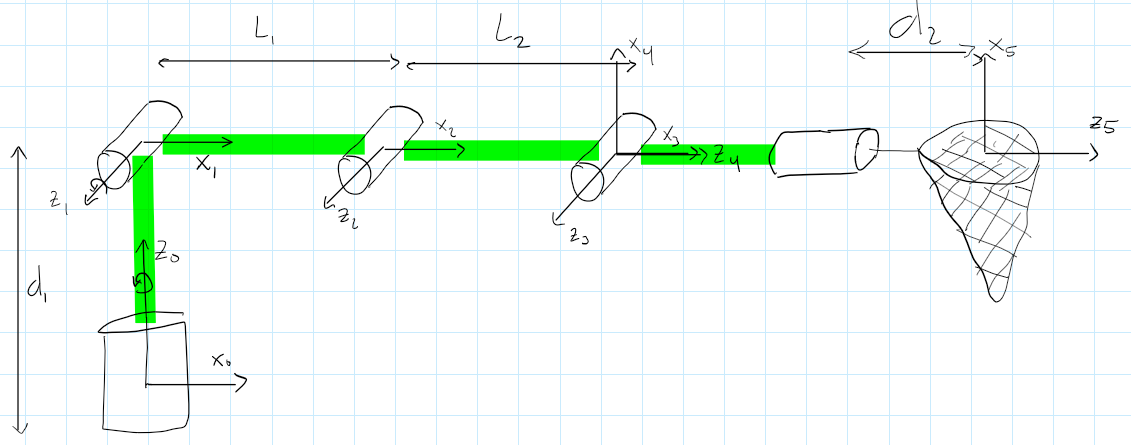 L₁
L₂
d₂
x₄
x₅
x₁
x₂
x₃
z₄
z₅
z₁
z₂
z₃
z₀
d₁
x₀